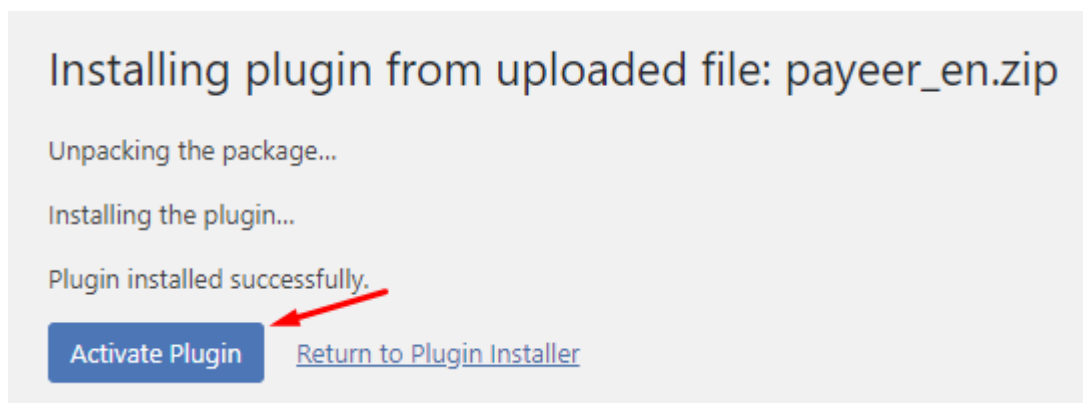 Installing plugin from uploaded file: payeer_en.zip
Unpacking the package...
Installing the plugin...
Plugin installed successfully.
Activate Plugin Return to Plugin Installer